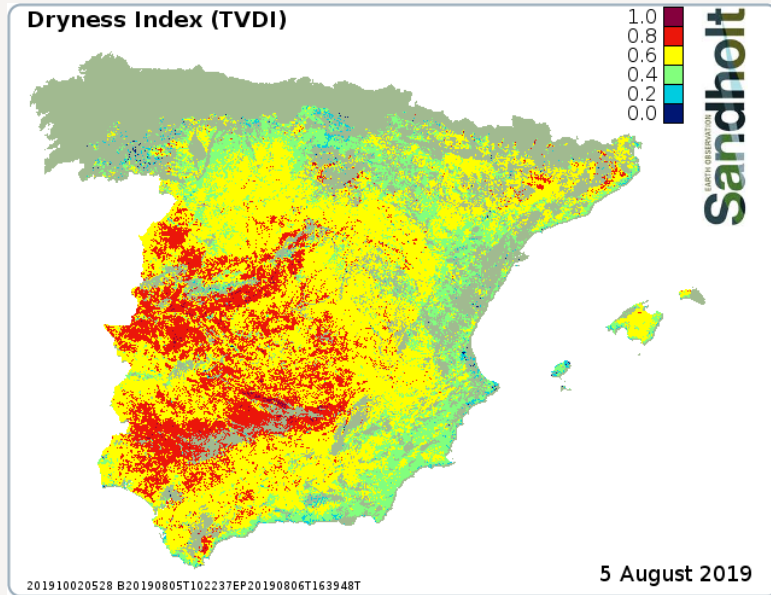 Dryness Index (TVDI)
1.0
0.8
0.6
0.4
0.2
0.0
EARTH OBSERVATION
Sandholt
5 August 2019
201910020528 B20190805T102237EP20190806T163948T